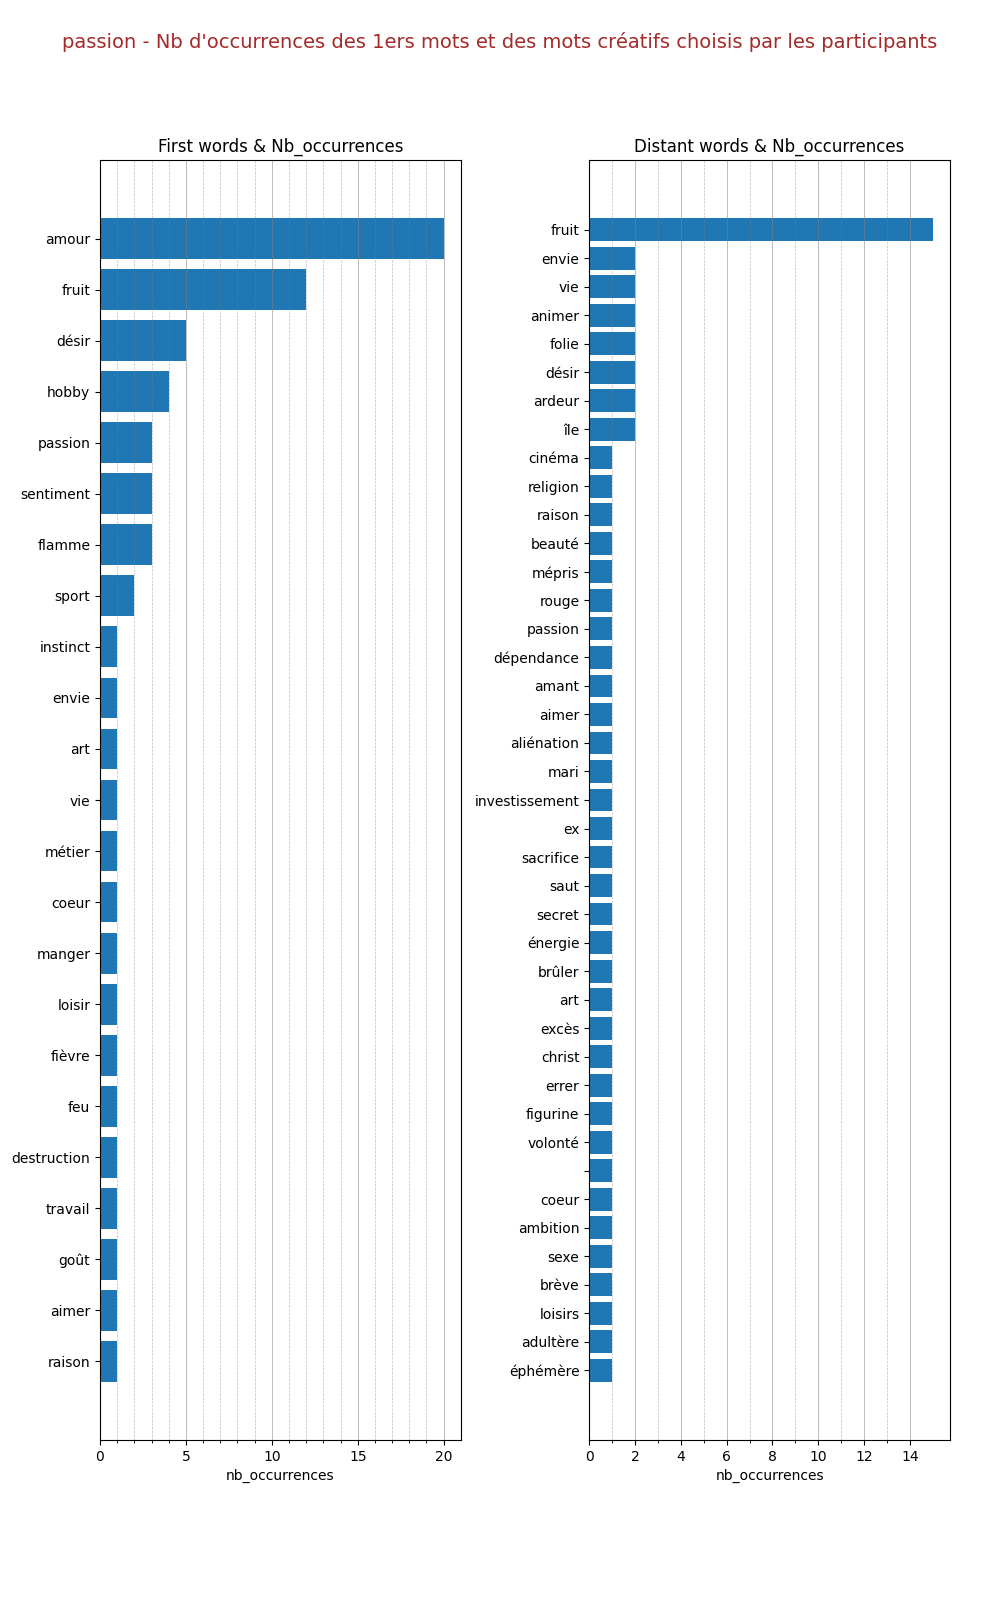 passion - Nb d'occurrences des 1ers mots et des mots créatifs choisis par les participants
First words & Nb_occurrences
amour
fruit
désir
hobby
passion
sentiment
flamme
sport
instinct
envie
art
vie
métier
coeur
manger
loisir
fièvre
feu
destruction
travail
goût
aimer
raison
0 5 10 15 20
nb_occurrences
Distant words & Nb_occurrences
fruit
envie
vie
animer
folie
désir
ardeur
île
cinéma
religion
raison
beauté
mépris
rouge
passion
dépendance
amant
aimer
aliénation
mari
investissement
ex
sacrifice
saut
secret
énergie
brûler
art
excès
christ
errer
figurine
volonté
coeur
ambition
sexe
brève
loisirs
adultère
éphémère
0 2 4 6 8 10 12 14
nb_occurrences